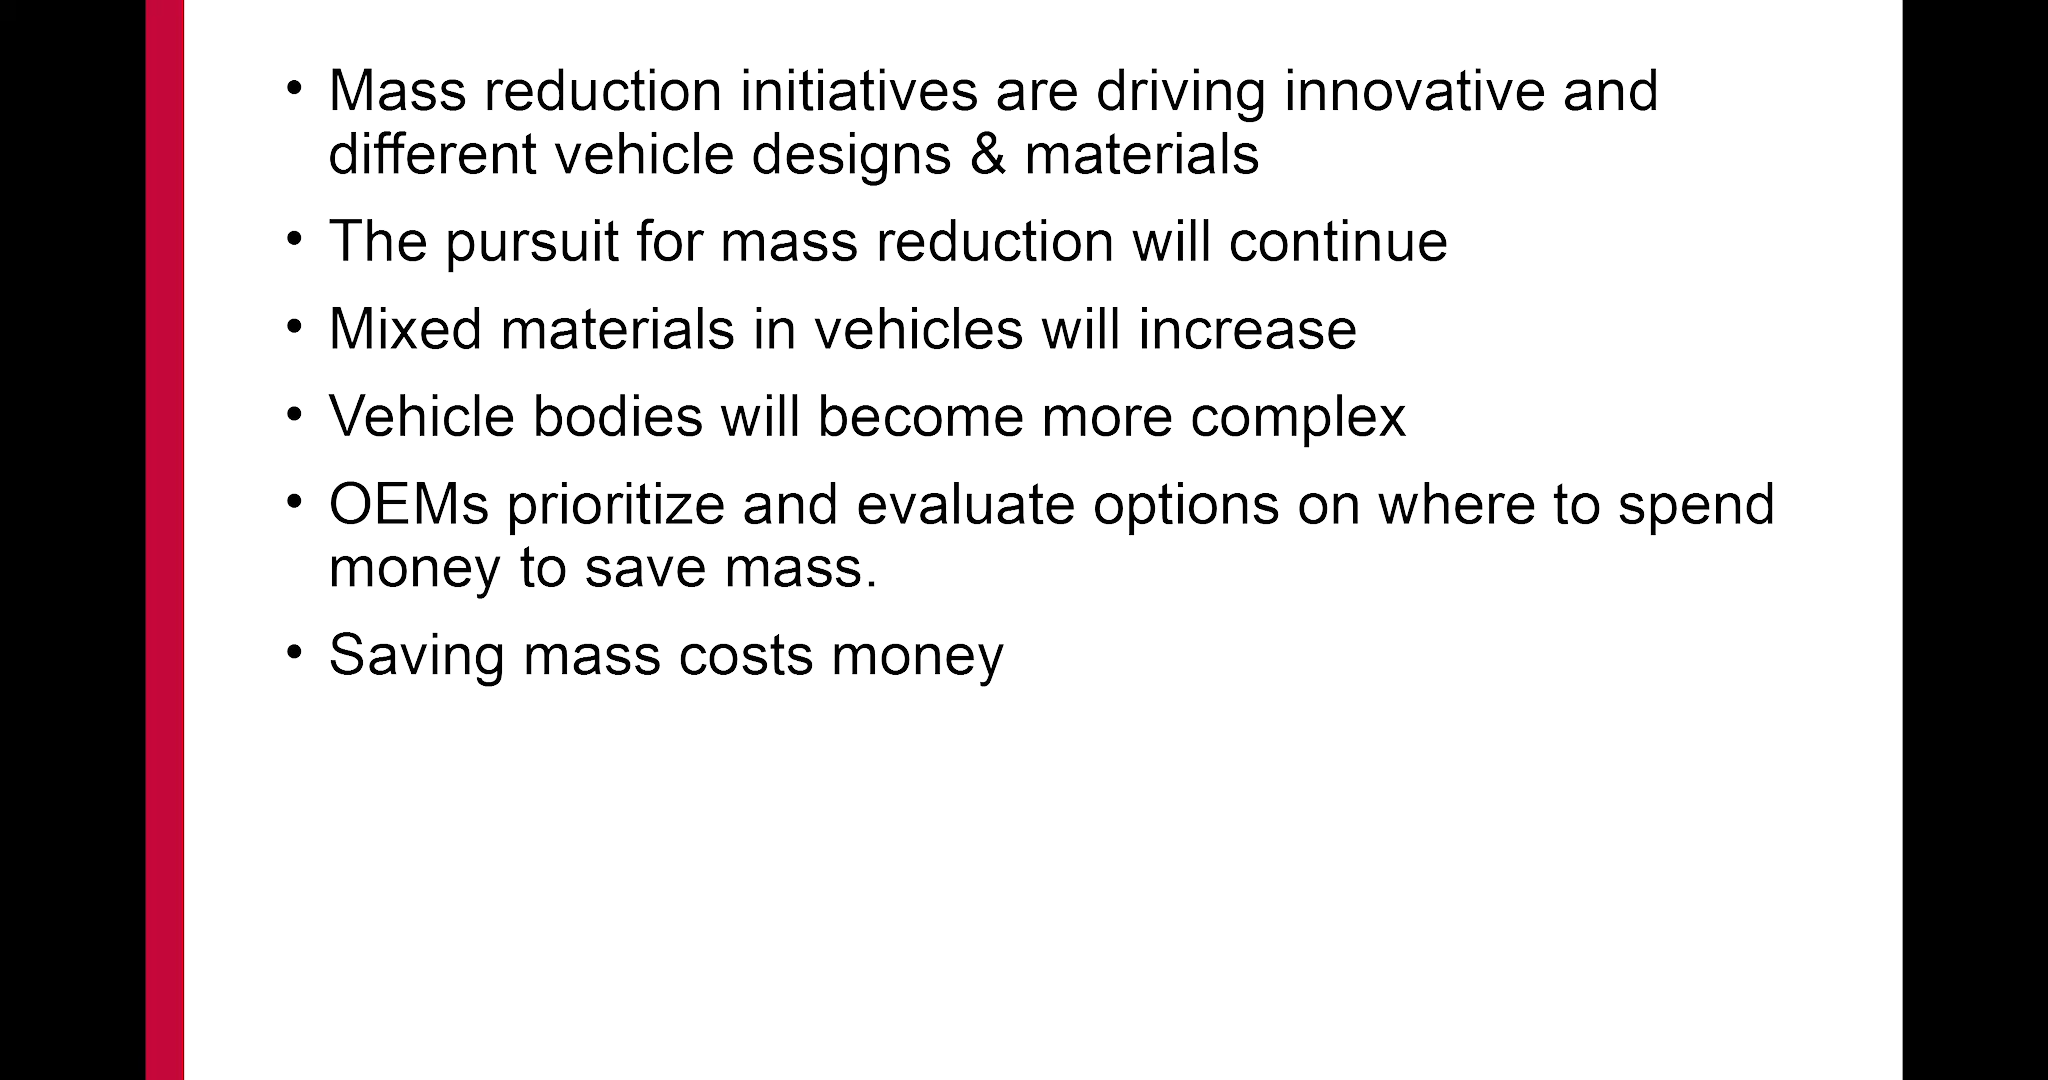 • Mass reduction initiatives are driving innovative and
different vehicle designs & materials
• The pursuit for mass reduction will continue
• Mixed materials in vehicles will increase
• Vehicle bodies will become more complex
• OEMs prioritize and evaluate options on where to spend
money to save mass.
• Saving mass costs money